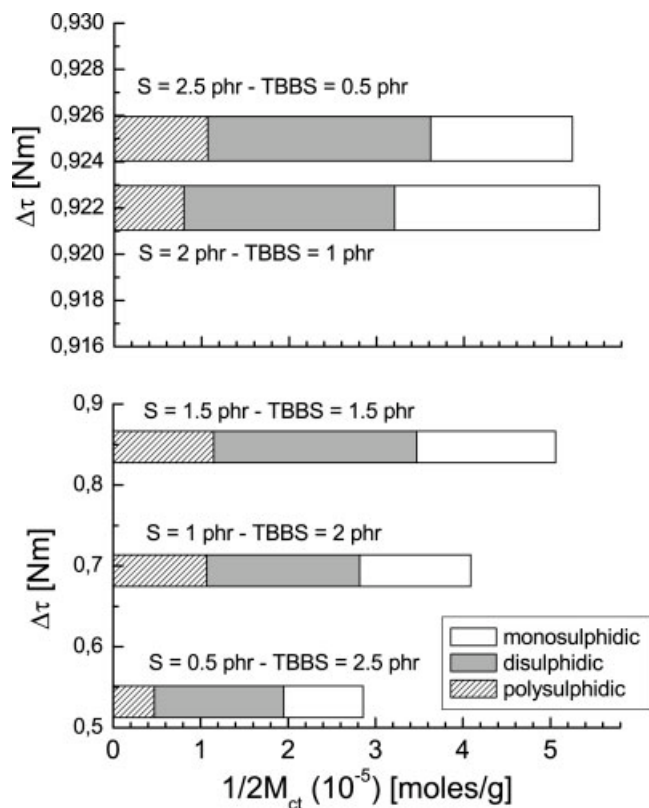 0,930
0,928
S = 2.5 phr - TBBS = 0.5 phr
0,926
0,924
Δτ [Nm]
0,922
S = 2 phr - TBBS = 1 phr
0,920
0,918
0,916
0,9
S = 1.5 phr - TBBS = 1.5 phr
0,8
S = 1 phr - TBBS = 2 phr
0,7
Δτ [Nm]
monosulphidic
S = 0.5 phr - TBBS = 2.5 phr
0,6
disulphidic
polysulphidic
0,5
0 1 2 3 4 5
1/2M_ct (10^-5) [moles/g]